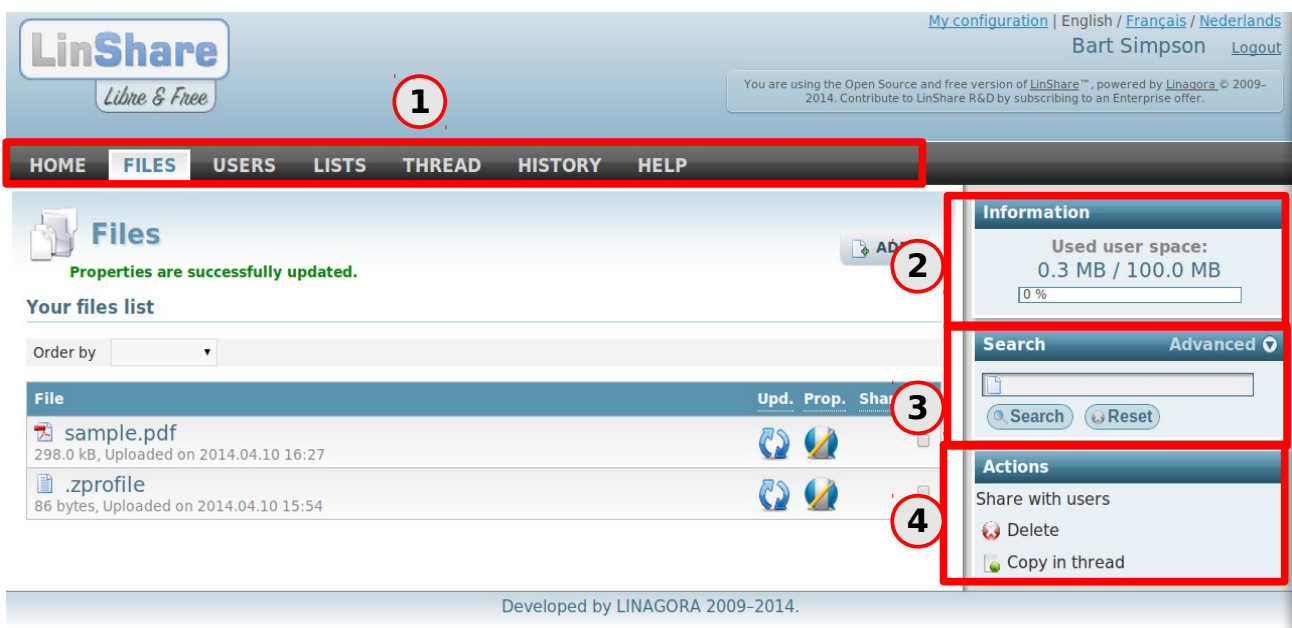 My configuration | English / Français / Nederlands
LinShare
Bart Simpson Logout
Libre & Free
You are using the Open Source and free version of LinShare™, powered by Linagora © 2009–
2014. Contribute to LinShare R&D by subscribing to an Enterprise offer.
1
HOME FILES USERS LISTS THREAD HISTORY HELP
Files
AD
Properties are successfully updated.
Your files list
Order by
File Upd. Prop. Shar
sample.pdf
298.0 kB, Uploaded on 2014.04.10 16:27
.zprofile
86 bytes, Uploaded on 2014.04.10 15:54
2
Information
Used user space:
0.3 MB / 100.0 MB
0 %
3
Search Advanced
Search Reset
4
Actions
Share with users
Delete
Copy in thread
Developed by LINAGORA 2009–2014.